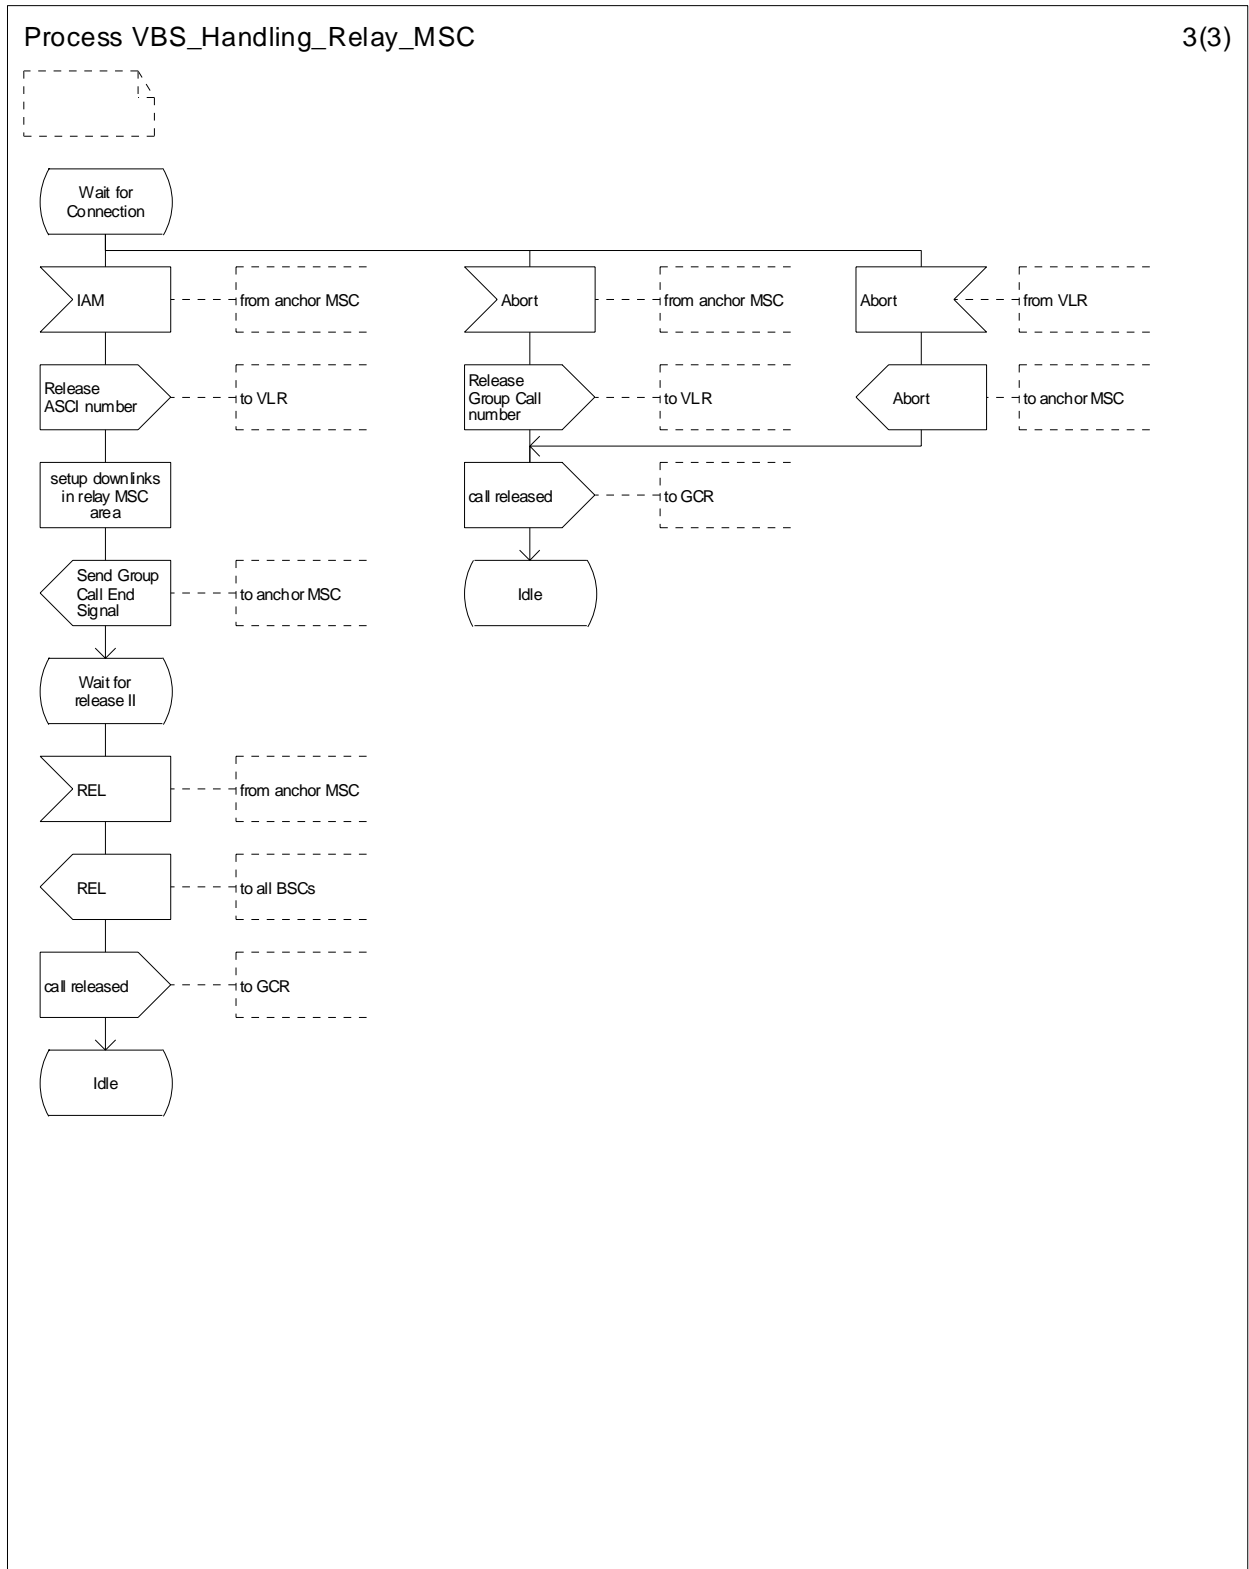 Process VBS_Handling_Relay_MSC
3(3)
Wait for
Connection
IAM
from anchor MSC
Abort
from anchor MSC
Abort
from VLR
Release
ASCI number
to VLR
Release
Group Call
number
to VLR
Abort
to anchor MSC
setup downlinks
in relay MSC
area
call released
to GCR
Send Group
Call End
Signal
to anchor MSC
Idle
Wait for
release II
REL
from anchor MSC
REL
to all BSCs
call released
to GCR
Idle